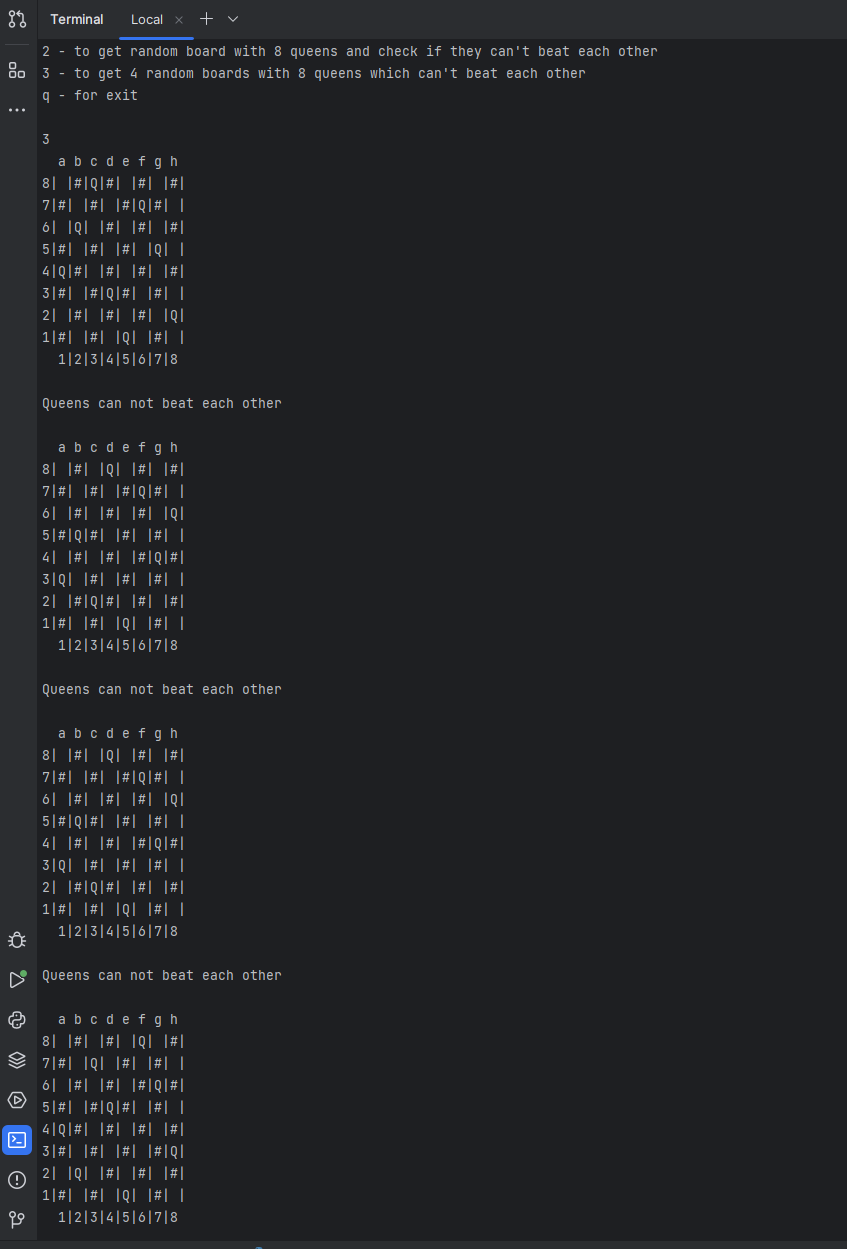 Terminal Local × +
2 - to get random board with 8 queens and check if they can't beat each other
3 - to get 4 random boards with 8 queens which can't beat each other
q - for exit
3
  a b c d e f g h
8| |#|Q|#| |#| |#|
7|#| |#| |#|Q|#| |
6| |Q| |#| |#| |#|
5|#| |#| |#| |Q| |
4|Q|#| |#| |#| |#|
3|#| |#|Q|#| |#| |
2| |#| |#| |#| |Q|
1|#| |#| |Q| |#| |
  1|2|3|4|5|6|7|8
Queens can not beat each other
  a b c d e f g h
8| |#| |Q| |#| |#|
7|#| |#| |#|Q|#| |
6| |#| |#| |#| |Q|
5|#|Q|#| |#| |#| |
4| |#| |#| |#|Q|#|
3|Q| |#| |#| |#| |
2| |#|Q|#| |#| |#|
1|#| |#| |Q| |#| |
  1|2|3|4|5|6|7|8
Queens can not beat each other
  a b c d e f g h
8| |#| |Q| |#| |#|
7|#| |#| |#|Q|#| |
6| |#| |#| |#| |Q|
5|#|Q|#| |#| |#| |
4| |#| |#| |#|Q|#|
3|Q| |#| |#| |#| |
2| |#|Q|#| |#| |#|
1|#| |#| |Q| |#| |
  1|2|3|4|5|6|7|8
Queens can not beat each other
  a b c d e f g h
8| |#| |#| |Q| |#|
7|#| |Q| |#| |#| |
6| |#| |#| |#|Q|#|
5|#| |#|Q|#| |#| |
4|Q|#| |#| |#| |#|
3|#| |#| |#| |#|Q|
2| |Q| |#| |#| |#|
1|#| |#| |Q| |#| |
  1|2|3|4|5|6|7|8